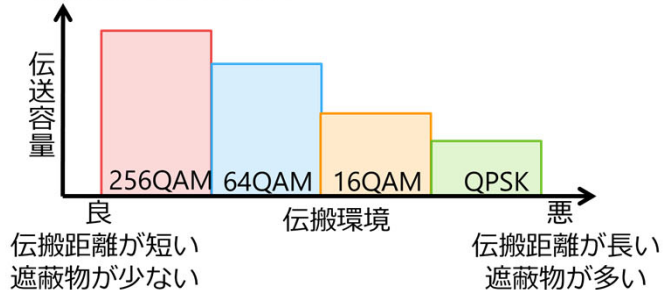 伝送容量
256QAM
64QAM
16QAM
QPSK
良
伝搬環境
悪
伝搬距離が短い
遮蔽物が少ない
伝搬距離が長い
遮蔽物が多い